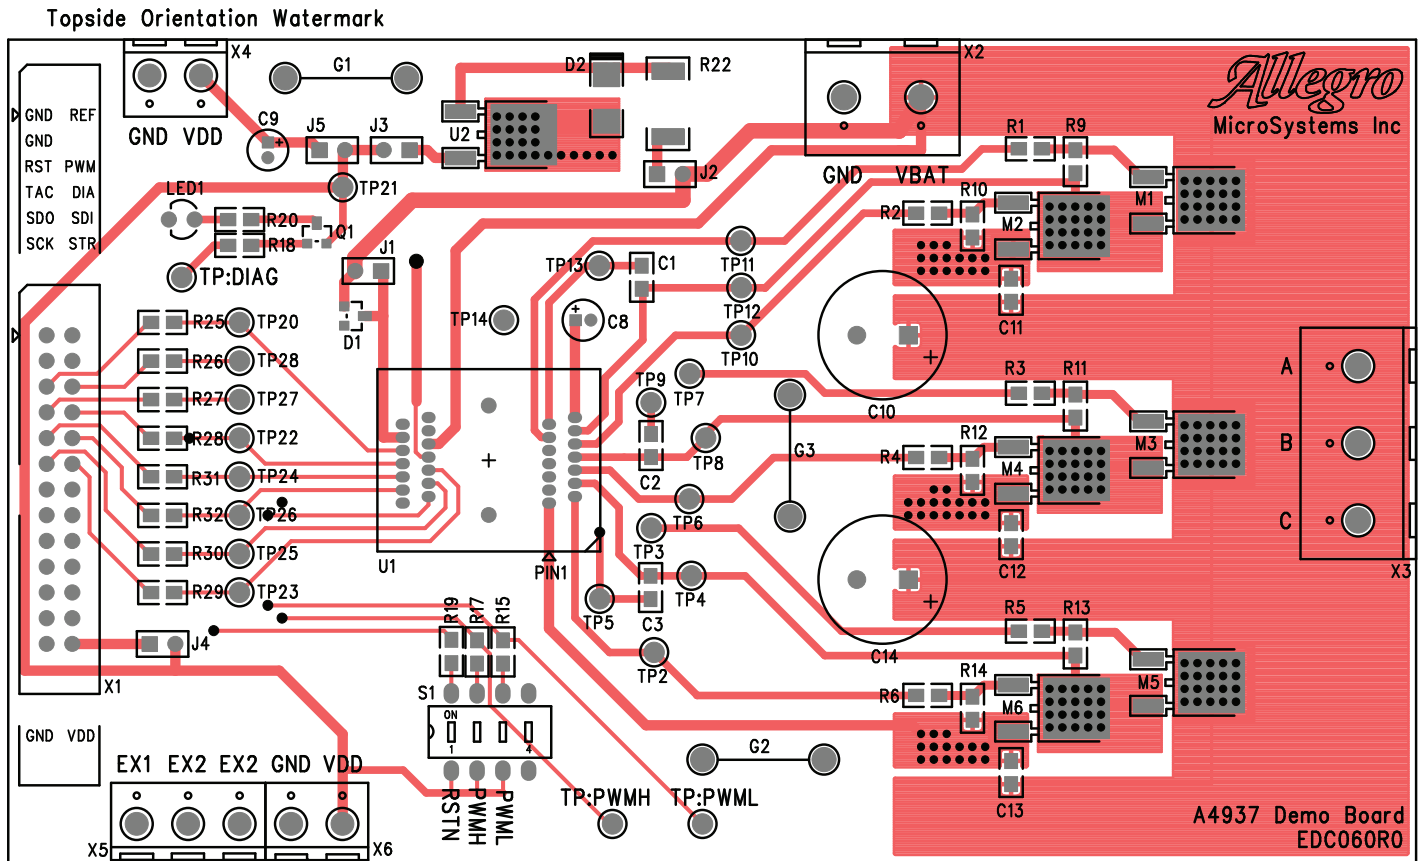 Topside Orientation Watermark
X4
G1
D2
R22
X2
Allegro
MicroSystems Inc
GND REF
GND
RST PWM
TAC DIA
SDO SDI
SCK STR
GND VDD
C9
J5
J3
U2
J2
GND VBAT
R1
R9
LED1
TP21
R10
M1
R20
R2
M2
R18
Q1
TP:DIAG
J1
TP13
C1
TP11
TP12
C11
R25
TP20
D1
TP14
C8
TP10
R26
TP28
TP9
TP7
R3
R11
A
R27
TP27
C10
R28
TP22
TP8
G3
R12
M3
B
R31
TP24
C2
R4
M4
R32
TP26
TP6
C
R30
TP25
U1
PIN1
TP3
C12
X3
R29
TP23
TP5
C3
TP4
R5
R13
R19
R17
R15
J4
C14
X1
S1
TP2
R6
R14
M5
M6
ON
1
4
GND VDD
G2
EX1 EX2 EX2 GND VDD
RSTN
PWMH
PWML
TP:PWMH
TP:PWML
C13
A4937 Demo Board
EDC060R0
X5
X6